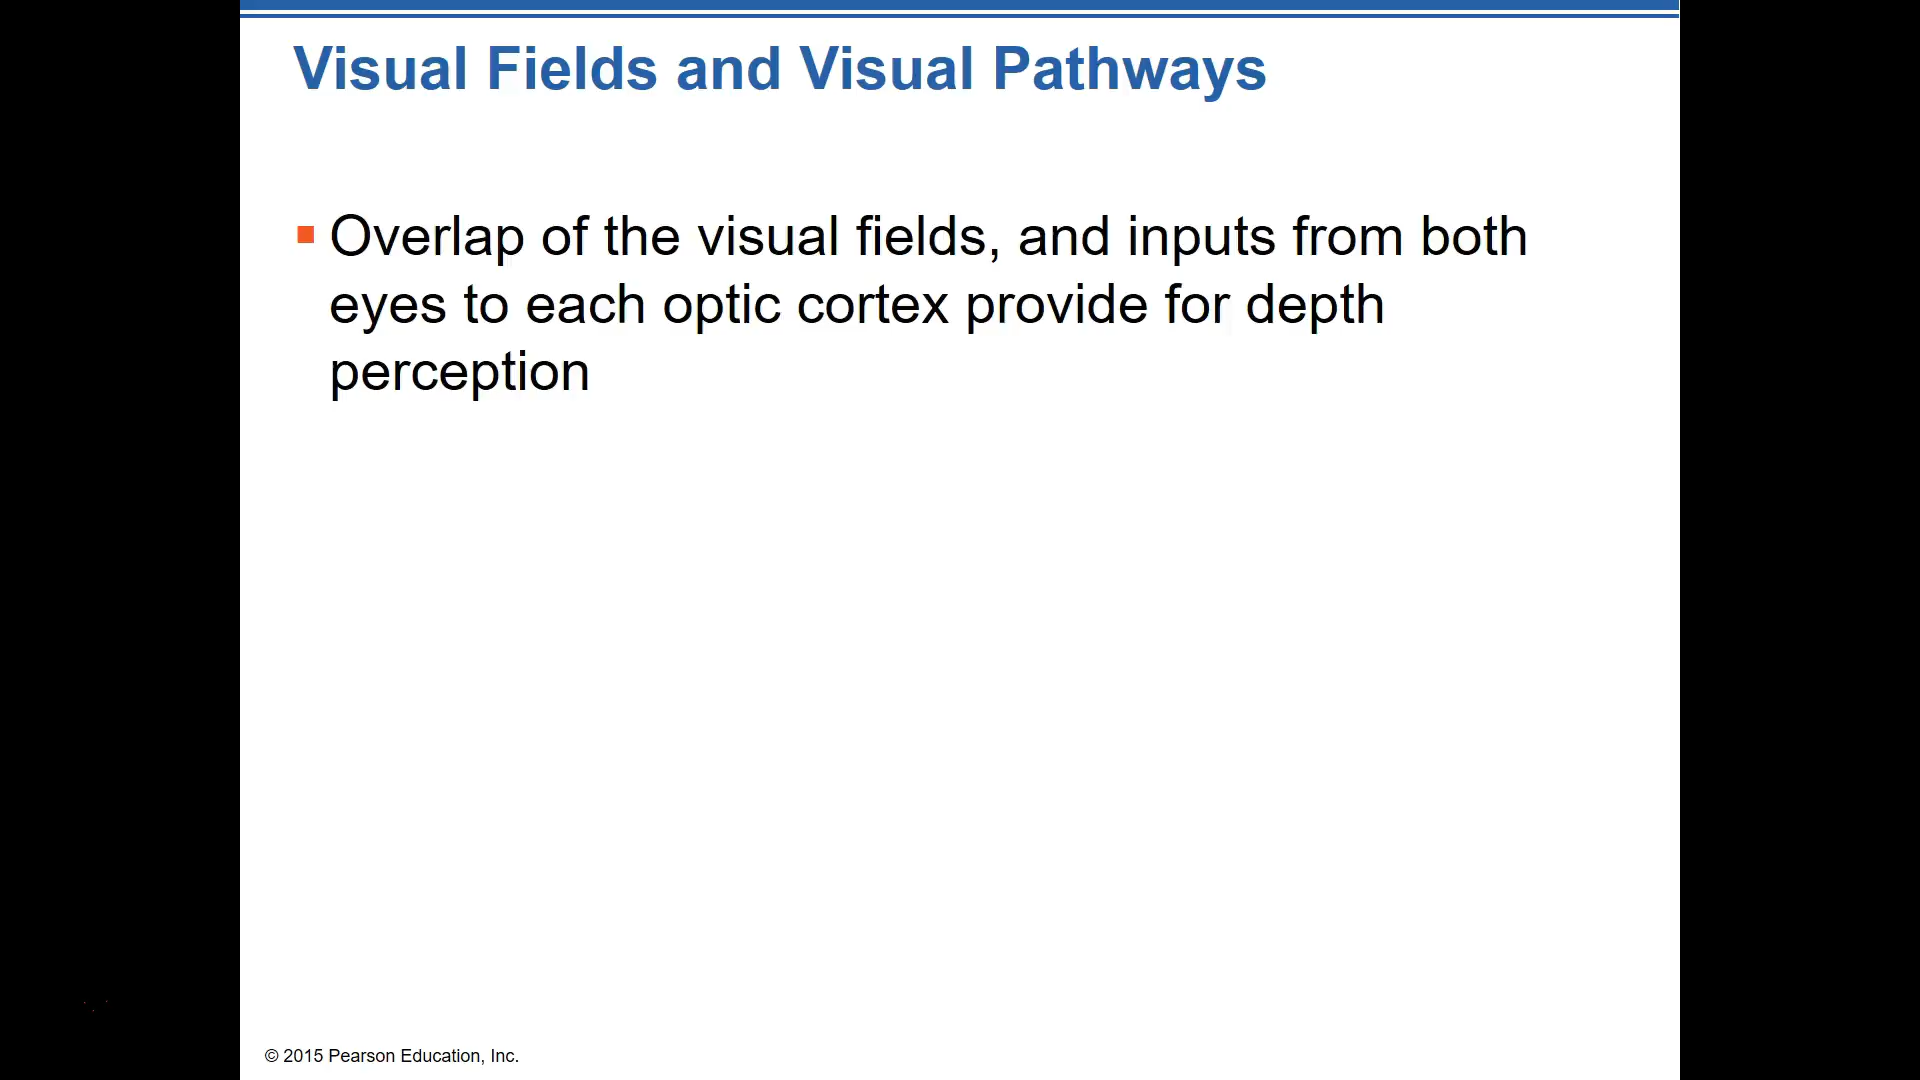 Visual Fields and Visual Pathways
■ Overlap of the visual fields, and inputs from both
eyes to each optic cortex provide for depth
perception
© 2015 Pearson Education, Inc.